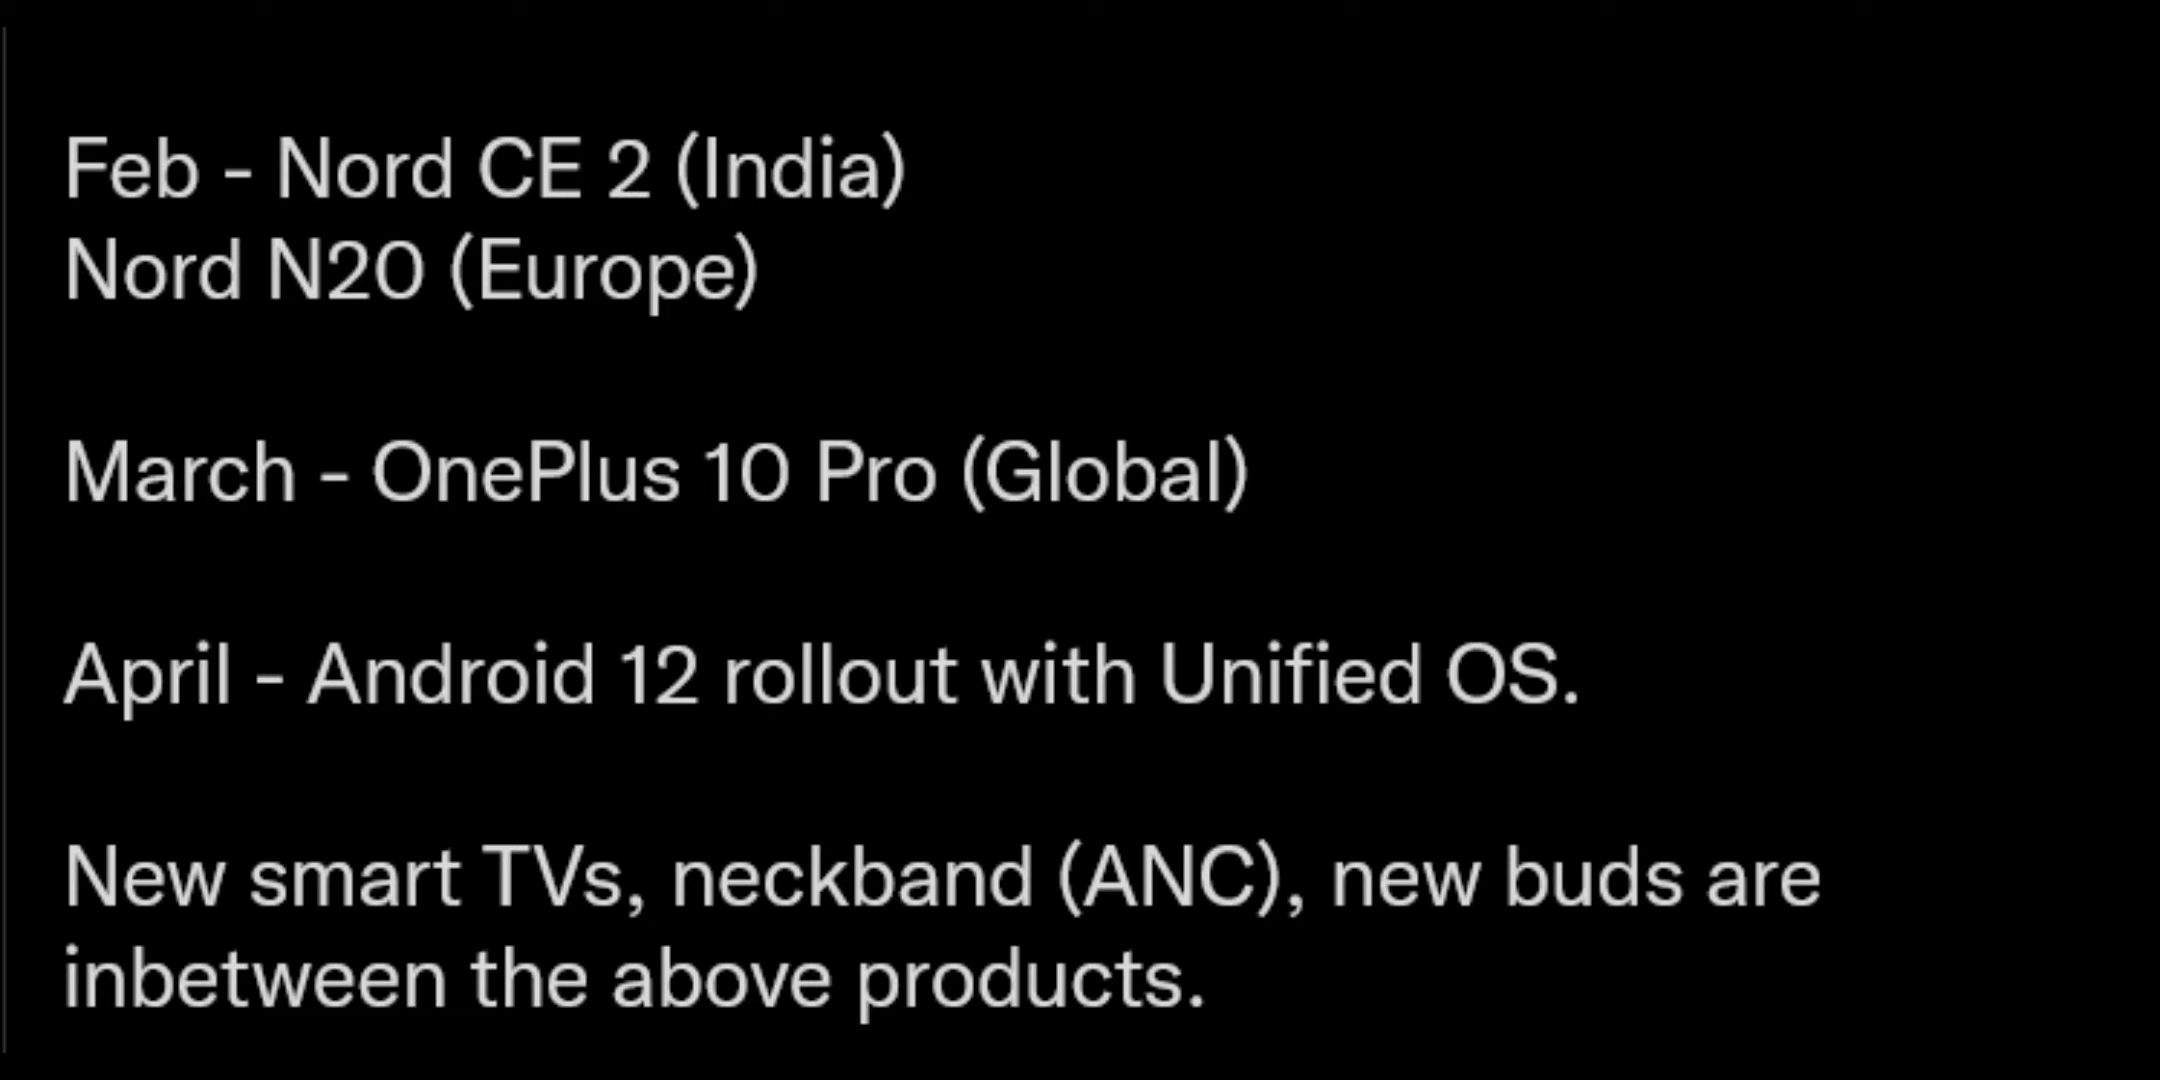 Feb - Nord CE 2 (India)
Nord N20 (Europe)
March - OnePlus 10 Pro (Global)
April - Android 12 rollout with Unified OS.
New smart TVs, neckband (ANC), new buds are
inbetween the above products.